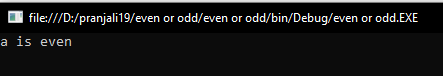 file:///D:/pranjali19/even or odd/even or odd/bin/Debug/even or odd.EXE
a is even